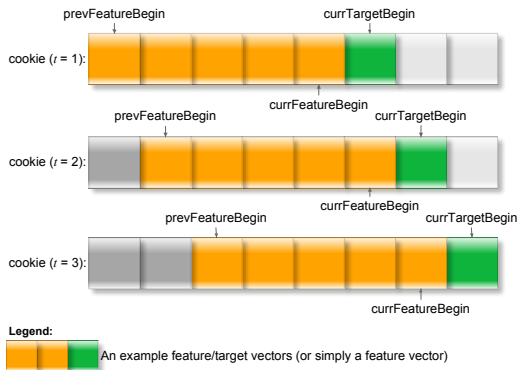 prevFeatureBegin
currTargetBegin
cookie (t = 1):
currFeatureBegin
prevFeatureBegin
currTargetBegin
cookie (t = 2):
currFeatureBegin
prevFeatureBegin
currTargetBegin
cookie (t = 3):
currFeatureBegin
Legend:
An example feature/target vectors (or simply a feature vector)